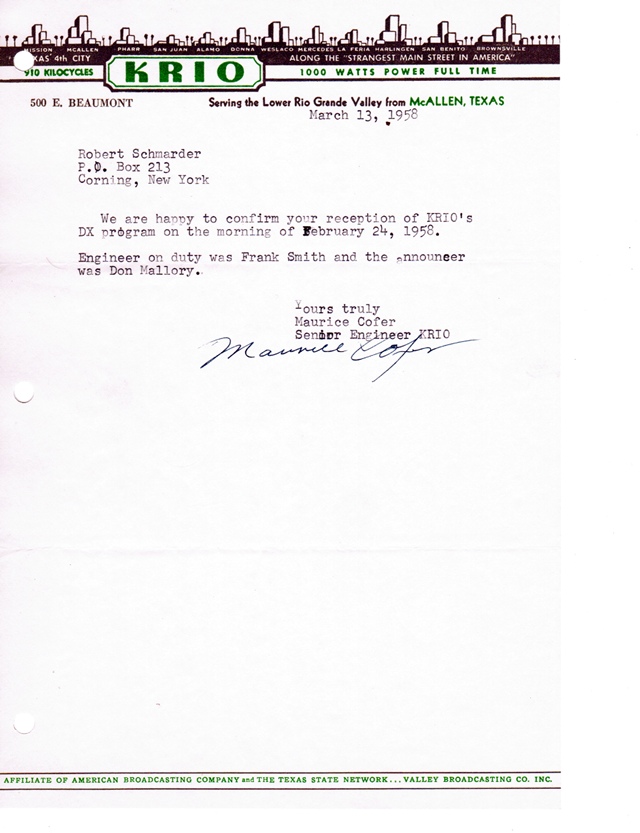 MISSION McALLEN PHARR SAN JUAN ALAMO DONNA WESLACO MERCEDES LA FERIA HARLINGEN SAN BENITO BROWNSVILLE
4th CITY
ALONG THE "STRANGEST MAIN STREET IN AMERICA"
910 KILOCYCLES
KRIO
1000 WATTS POWER FULL TIME
500 E. BEAUMONT
Serving the Lower Rio Grande Valley from McALLEN, TEXAS
March 13, 1958
Robert Schmarder
P.O. Box 213
Corning, New York
We are happy to confirm your reception of KRIO's
DX program on the morning of February 24, 1958.
Engineer on duty was Frank Smith and the announeer
was Don Mallory.
Yours truly
Maurice Cofer
Senior Engineer KRIO
Maurice Cofer
AFFILIATE OF AMERICAN BROADCASTING COMPANY and THE TEXAS STATE NETWORK... VALLEY BROADCASTING CO. INC.